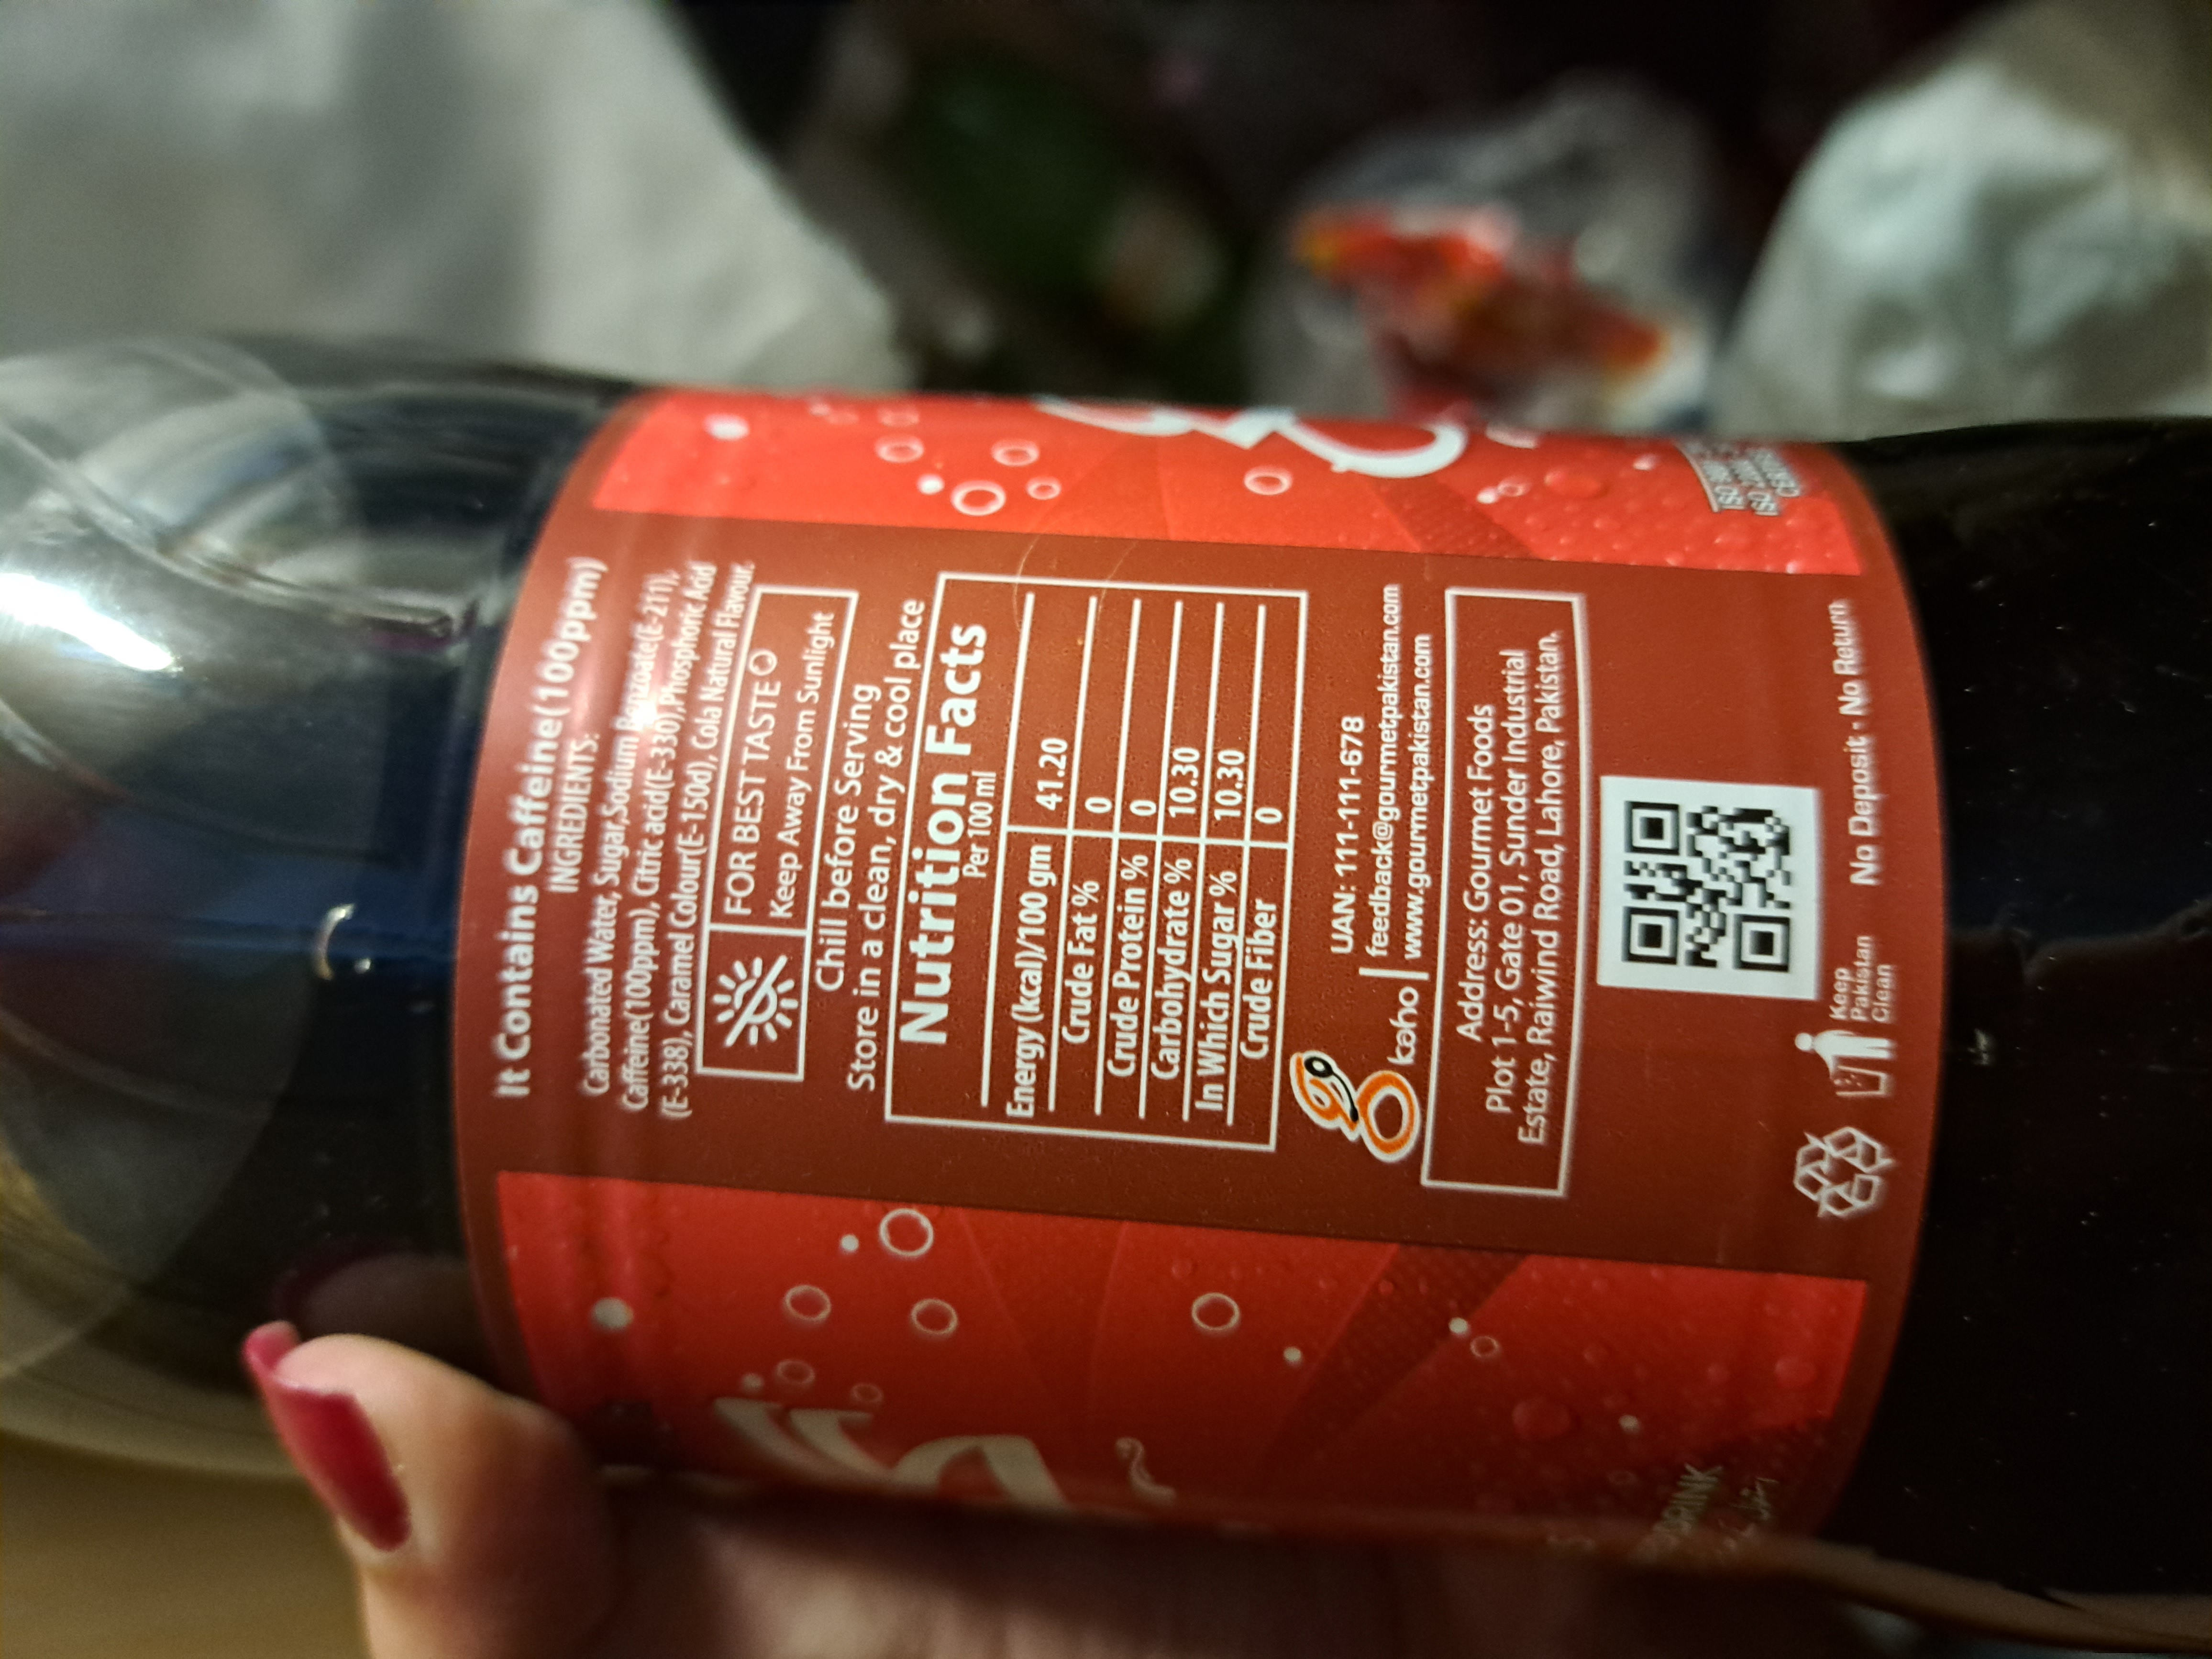 It Contains Caffeine(100ppm)
INGREDIENTS:
Carbonated Water, Sugar,Sodium Benzoate(E-211),
Caffeine(100ppm), Citric acid(E-330),Phosphoric Acid
(E-338), Caramel Colour(E-150d), Cola Natural Flavour.
FOR BEST TASTE
Keep Away From Sunlight
Chill before Serving
Store in a clean, dry & cool place
Nutrition Facts
Per 100 ml
Energy (kcal)/100 gm 41.20
Crude Fat % 0
Crude Protein % 0
Carbohydrate % 10.30
In Which Sugar % 10.30
Crude Fiber 0
kaho
UAN: 111-111-678
feedback@gourmetpakistan.com
www.gourmetpakistan.com
Address: Gourmet Foods
Plot 1-5, Gate 01, Sunder Industrial
Estate, Raiwind Road, Lahore, Pakistan.
Keep
Pakistan
Clean
No Deposit - No Return
DRINK
ISO
ISO